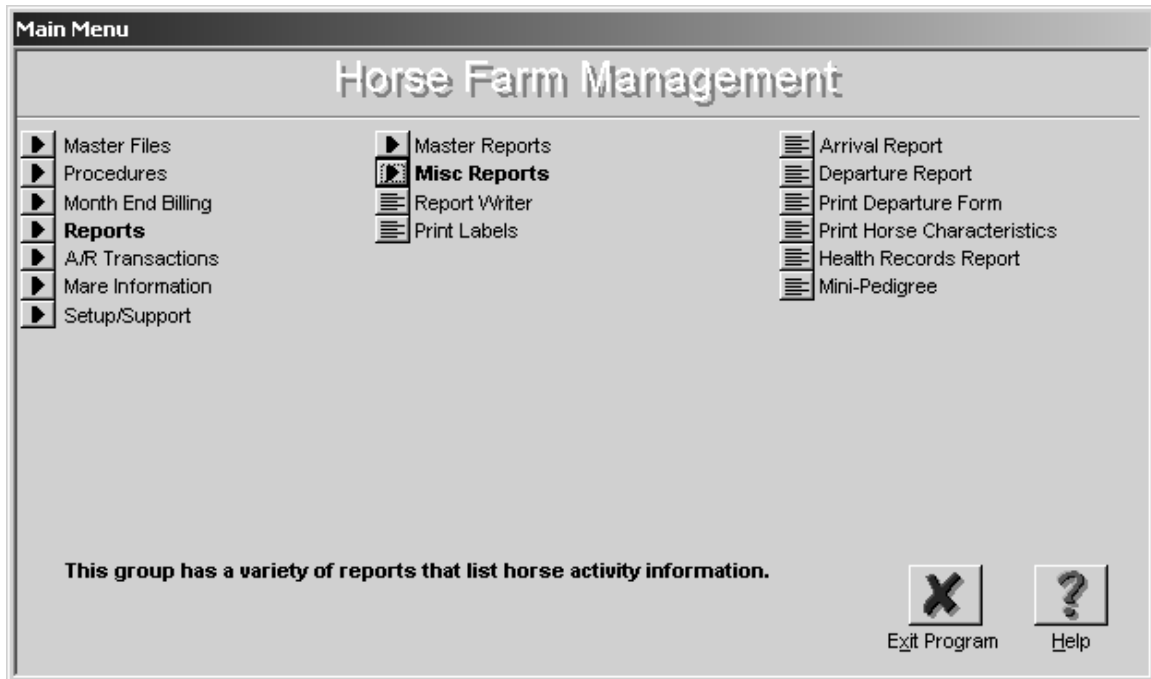 Main Menu
Horse Farm Management
Master Files
Procedures
Month End Billing
Reports
A/R Transactions
Mare Information
Setup/Support
Master Reports
Misc Reports
Report Writer
Print Labels
Arrival Report
Departure Report
Print Departure Form
Print Horse Characteristics
Health Records Report
Mini-Pedigree
This group has a variety of reports that list horse activity information.
Exit Program
Help